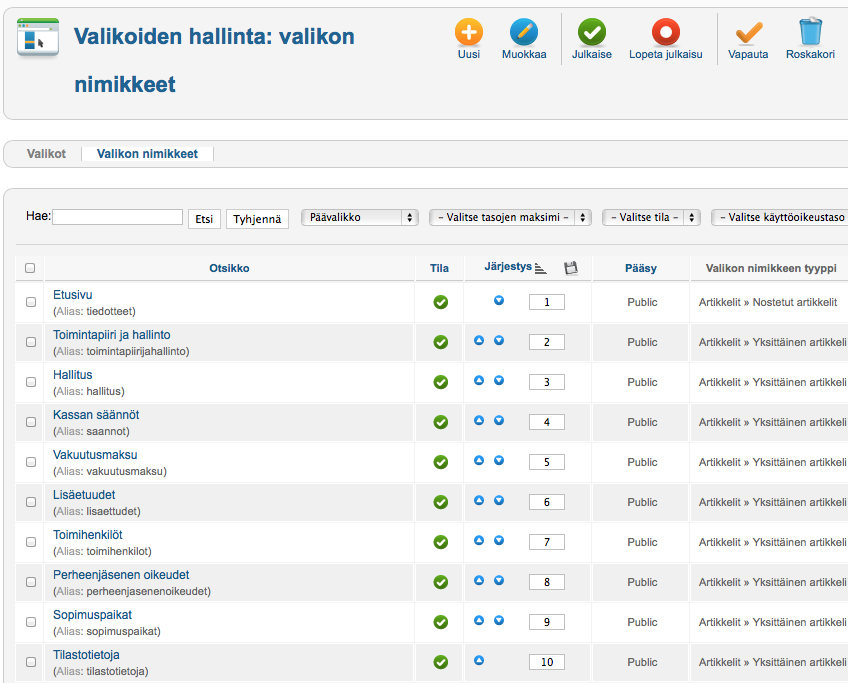 Valikoiden hallinta: valikon
nimikkeet
Uusi Muokkaa Julkaise Lopeta julkaisu Vapauta Roskakori
Valikot Valikon nimikkeet
Hae: Etsi Tyhjennä Päävalikko – Valitse tasojen maksimi – – Valitse tila – – Valitse käyttöoikeustaso
Otsikko Tila Järjestys Pääsy Valikon nimikkeen tyyppi
Etusivu
(Alias: tiedotteet) 1 Public Artikkelit » Nostetut artikkelit
Toimintapiiri ja hallinto
(Alias: toimintapiirijahallinto) 2 Public Artikkelit » Yksittäinen artikkeli
Hallitus
(Alias: hallitus) 3 Public Artikkelit » Yksittäinen artikkeli
Kassan säännöt
(Alias: saannot) 4 Public Artikkelit » Yksittäinen artikkeli
Vakuutusmaksu
(Alias: vakuutusmaksu) 5 Public Artikkelit » Yksittäinen artikkeli
Lisäetuudet
(Alias: lisaettudet) 6 Public Artikkelit » Yksittäinen artikkeli
Toimihenkilöt
(Alias: toimihenkilot) 7 Public Artikkelit » Yksittäinen artikkeli
Perheenjäsenen oikeudet
(Alias: perheenjasenenoikeudet) 8 Public Artikkelit » Yksittäinen artikkeli
Sopimuspaikat
(Alias: sopimuspaikat) 9 Public Artikkelit » Yksittäinen artikkeli
Tilastotietoja
(Alias: tilastotietoja) 10 Public Artikkelit » Yksittäinen artikkeli